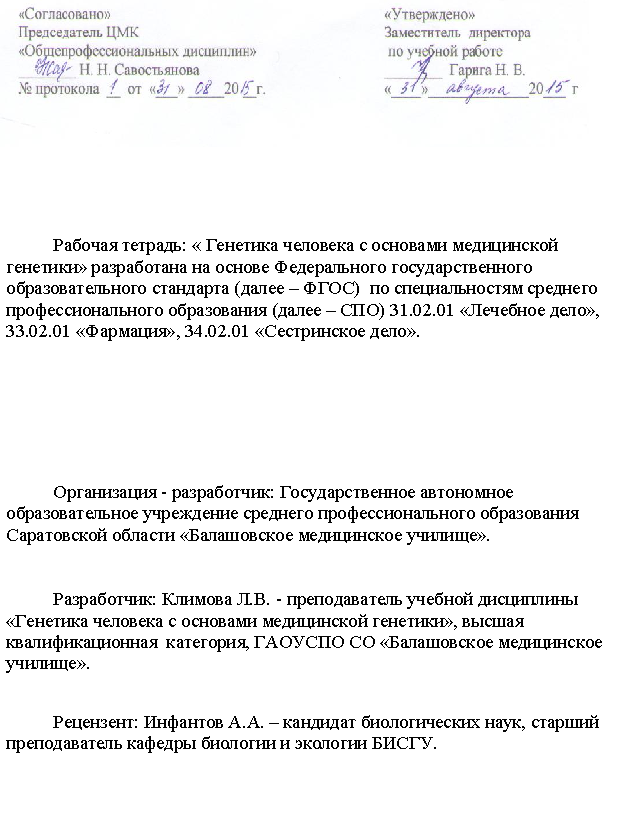 «Согласовано»
Председатель ЦМК
«Общепрофессиональных дисциплин»
Н. Н. Савостьянова
№ протокола 1 от «31» 08 2015г.
«Утверждено»
Заместитель директора
по учебной работе
Гарига Н. В.
«31» августа 2015 г
Рабочая тетрадь: « Генетика человека с основами медицинской
генетики» разработана на основе Федерального государственного
образовательного стандарта (далее – ФГОС) по специальностям среднего
профессионального образования (далее – СПО) 31.02.01 «Лечебное дело»,
33.02.01 «Фармация», 34.02.01 «Сестринское дело».
Организация - разработчик: Государственное автономное
образовательное учреждение среднего профессионального образования
Саратовской области «Балашовское медицинское училище».
Разработчик: Климова Л.В. - преподаватель учебной дисциплины
«Генетика человека с основами медицинской генетики», высшая
квалификационная категория, ГАОУСПО СО «Балашовское медицинское
училище».
Рецензент: Инфантов А.А. – кандидат биологических наук, старший
преподаватель кафедры биологии и экологии БИСГУ.